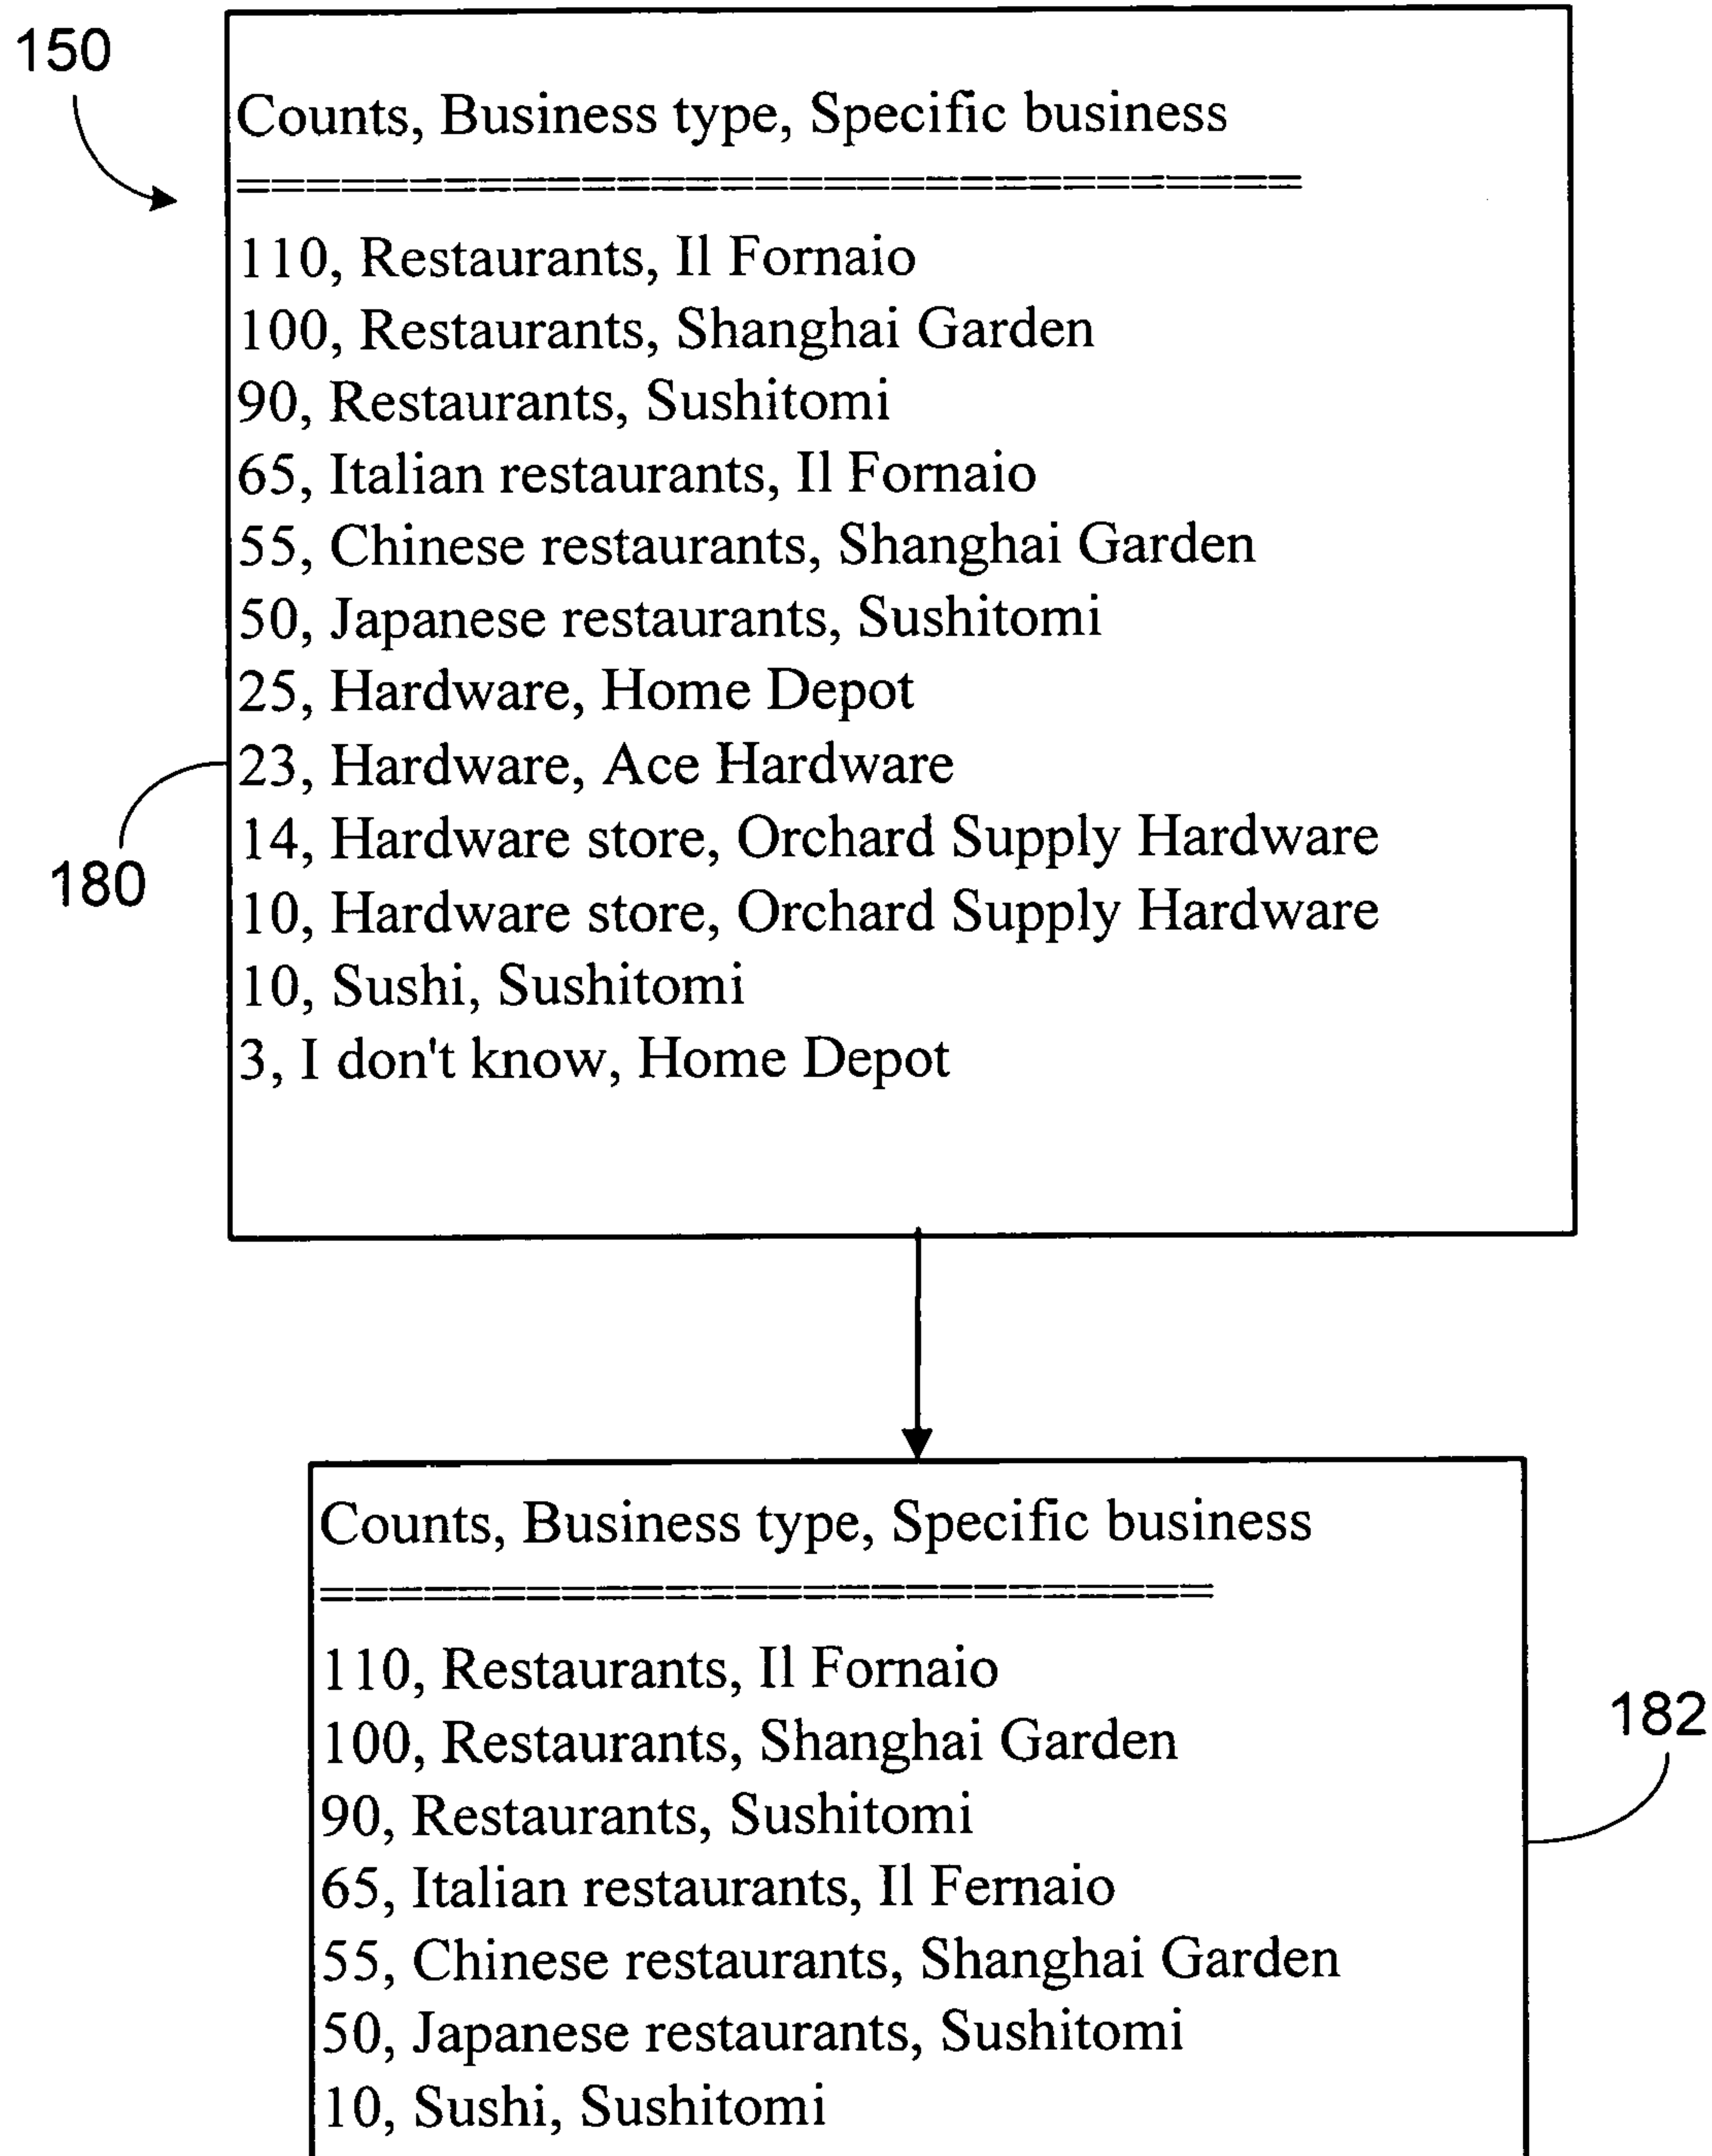 150
Counts, Business type, Specific business
===============================
110, Restaurants, Il Fornaio
100, Restaurants, Shanghai Garden
90, Restaurants, Sushitomi
65, Italian restaurants, Il Fornaio
55, Chinese restaurants, Shanghai Garden
50, Japanese restaurants, Sushitomi
25, Hardware, Home Depot
23, Hardware, Ace Hardware
14, Hardware store, Orchard Supply Hardware
180
10, Hardware store, Orchard Supply Hardware
10, Sushi, Sushitomi
3, I don't know, Home Depot
Counts, Business type, Specific business
==========================
110, Restaurants, Il Fornaio
100, Restaurants, Shanghai Garden
182
90, Restaurants, Sushitomi
65, Italian restaurants, Il Fernaio
55, Chinese restaurants, Shanghai Garden
50, Japanese restaurants, Sushitomi
10, Sushi, Sushitomi